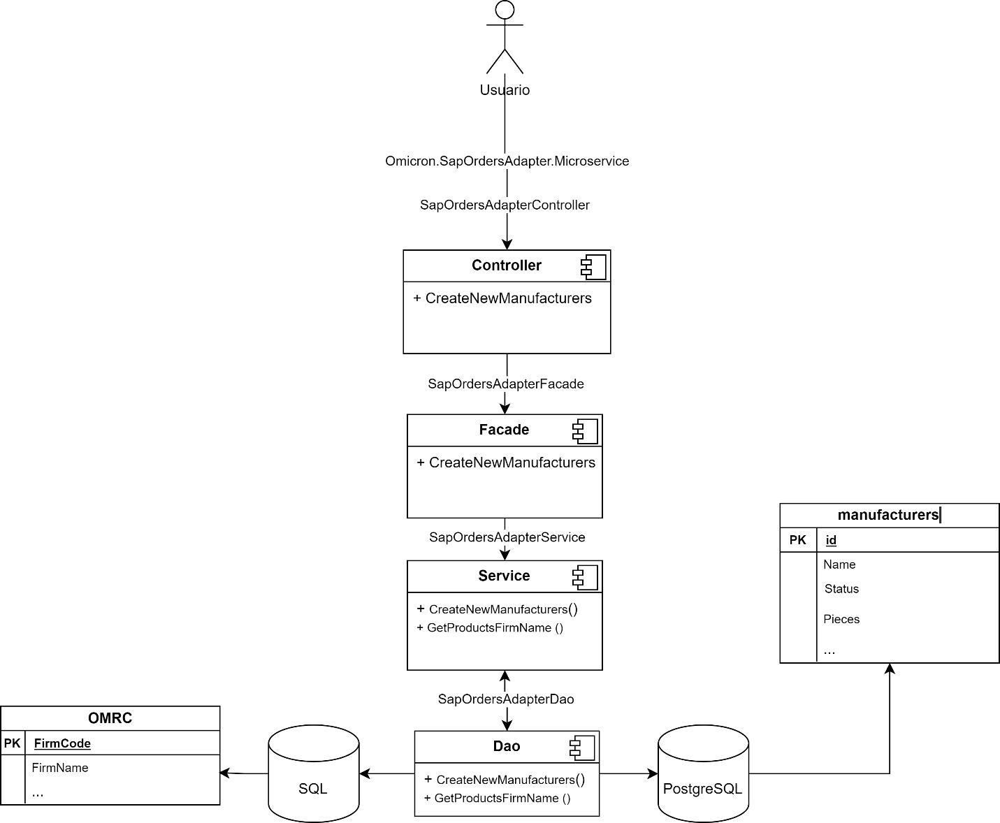 Usuario
Omicron.SapOrdersAdapter.Microservice
SapOrdersAdapterController
Controller
+ CreateNewManufacturers
SapOrdersAdapterFacade
Facade
+ CreateNewManufacturers
SapOrdersAdapterService
Service
+ CreateNewManufacturers()
+ GetProductsFirmName ()
SapOrdersAdapterDao
Dao
+ CreateNewManufacturers()
+ GetProductsFirmName ()
SQL
OMRC
PK FirmCode
FirmName
...
PostgreSQL
manufacturers
PK id
Name
Status
Pieces
...